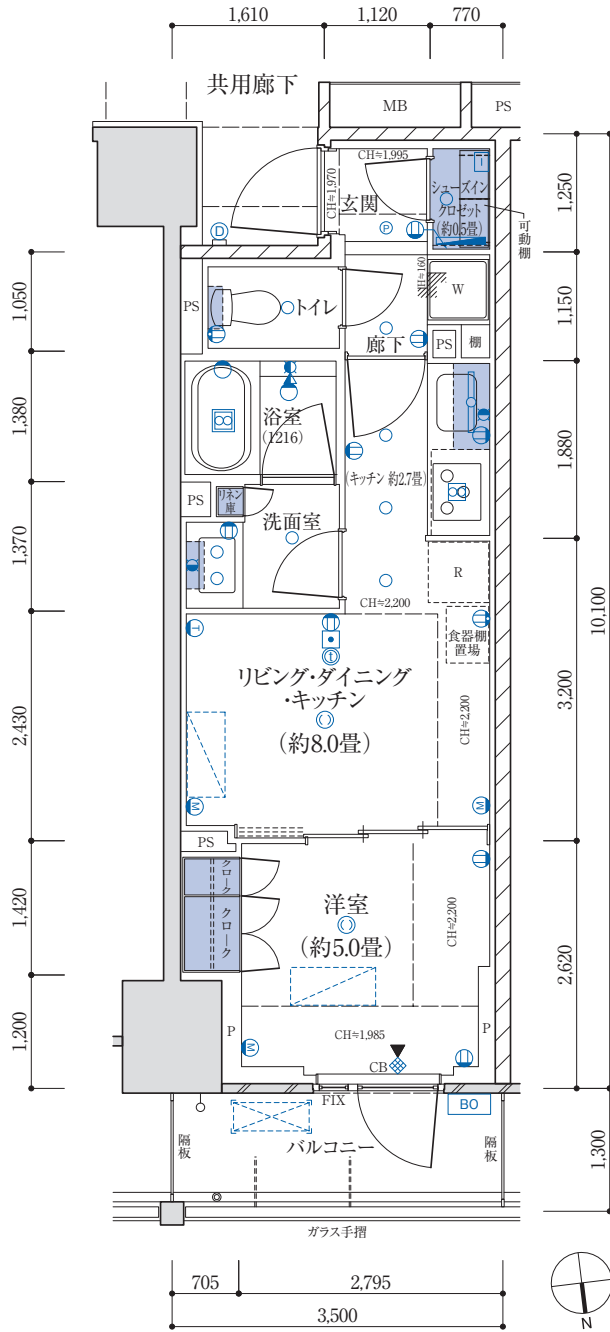 1,610
1,120
770
共用廊下
MB
PS
CH≒1,995
CH≒1,970
玄関
シューズイン
クロゼット
(約0.5畳)
可動棚
1,250
D
P
1,050
PS
トイレ
CH≒160
W
1,150
廊下
PS
棚
1,380
浴室
(1216)
(キッチン 約2.7畳)
1,880
PS
リネン
庫
洗面室
1,370
R
CH≒2,200
10,100
食器棚
置場
T
t
リビング・ダイニング
・キッチン
(約8.0畳)
CH≒2,200
3,200
2,430
M
M
PS
クローク
クローク
洋室
(約5.0畳)
CH≒2,200
1,420
2,620
1,200
P
M
CH≒1,985
P
CB
FIX
BO
隔板
バルコニー
隔板
1,300
ガラス手摺
705
2,795
3,500
N